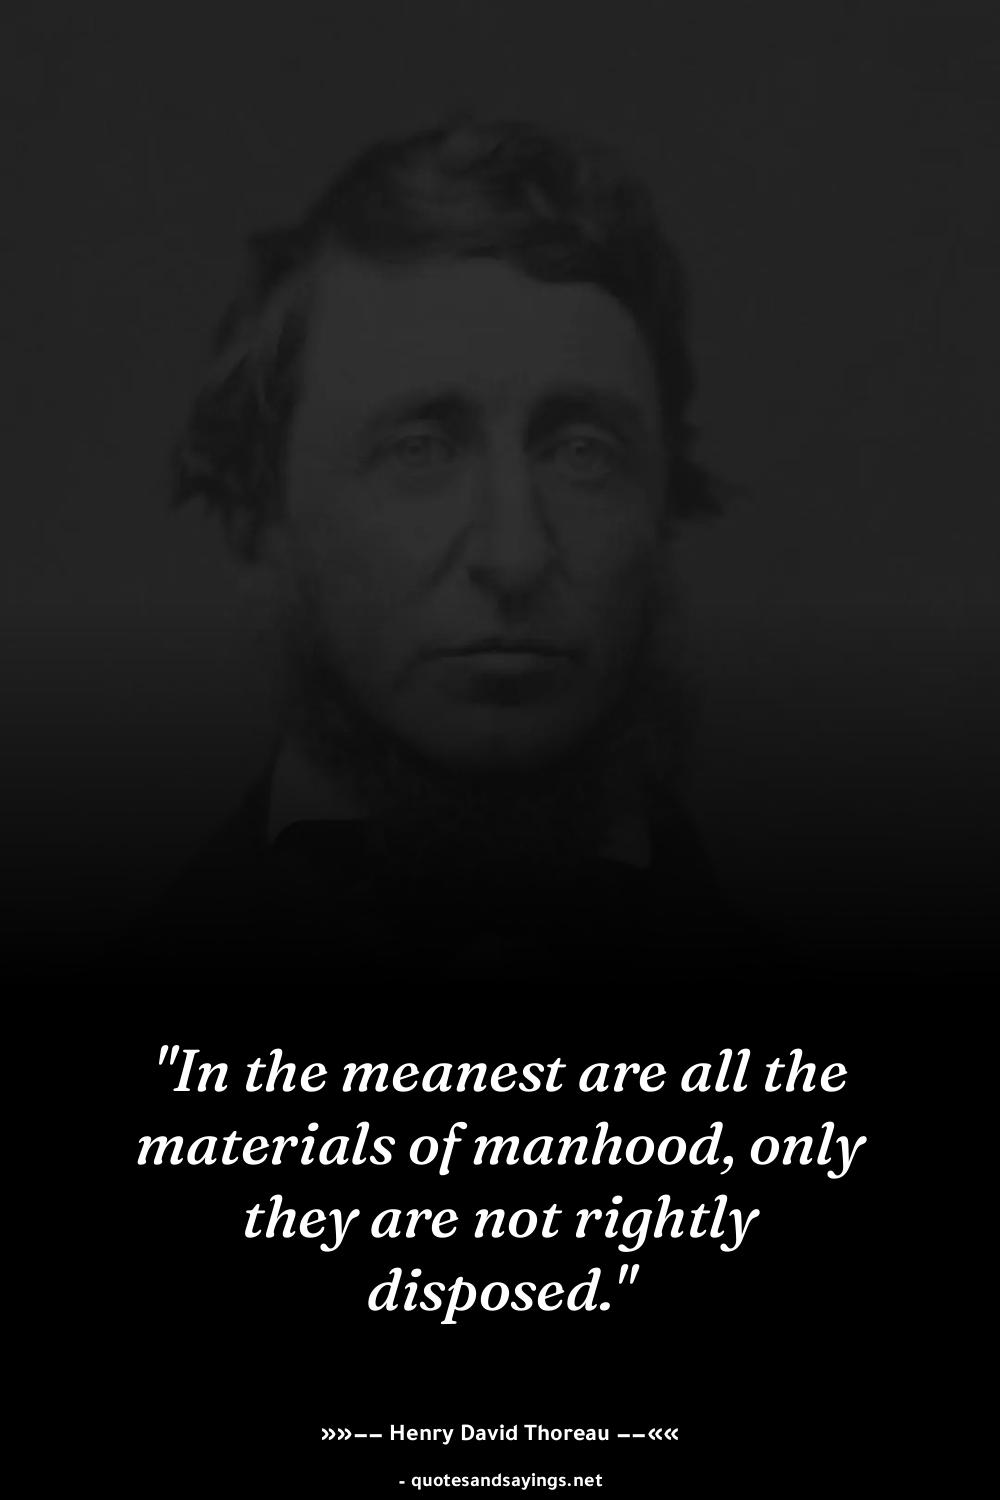 "In the meanest are all the
materials of manhood, only
they are not rightly
disposed."
»»−− Henry David Thoreau −−««
- quotesandsayings.net